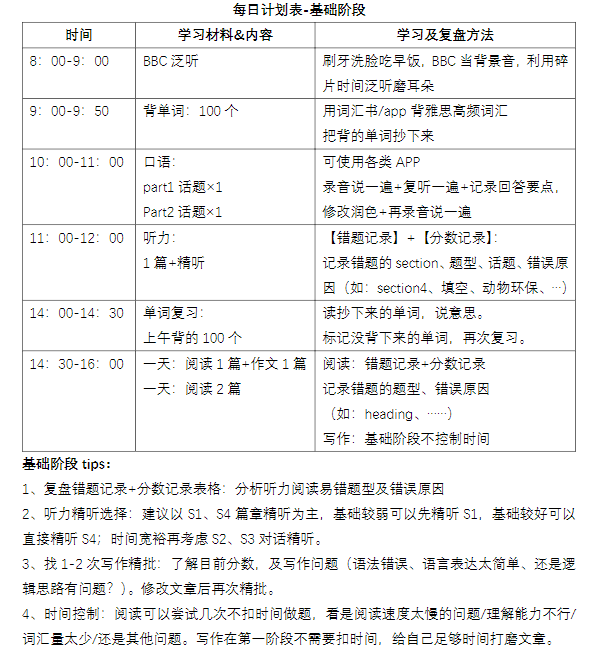 每日计划表-基础阶段
时间 学习材料&内容 学习及复盘方法
8：00-9：00 BBC 泛听 刷牙洗脸吃早饭，BBC 当背景音，利用碎
片时间泛听磨耳朵
9：00-9：50 背单词：100 个 用词汇书/app 背雅思高频词汇
把背的单词抄下来
10：00-11：00 口语： 可使用各类 APP
part1 话题×1 录音说一遍+复听一遍+记录回答要点，
Part2 话题×1 修改润色+再录音说一遍
11：00-12：00 听力： 【错题记录】+【分数记录】：
1 篇+精听 记录错题的 section、题型、话题、错误原
因（如：section4、填空、动物环保、…）
14：00-14：30 单词复习： 读抄下来的单词，说意思。
上午背的 100 个 标记没背下来的单词，再次复习。
14：30-16：00 一天：阅读 1 篇+作文 1 篇 阅读：错题记录+分数记录
一天：阅读 2 篇 记录错题的题型、错误原因
（如：heading、……）
写作：基础阶段不控制时间
基础阶段 tips：
1、复盘错题记录+分数记录表格：分析听力阅读易错题型及错误原因
2、听力精听选择：建议以 S1、S4 篇章精听为主，基础较弱可以先精听 S1，基础较好可以
直接精听 S4；时间宽裕再考虑 S2、S3 对话精听。
3、找 1-2 次写作精批：了解目前分数，及写作问题（语法错误、语言表达太简单、还是逻
辑思路有问题？）。修改文章后再次精批。
4、时间控制：阅读可以尝试几次不扣时间做题，看是阅读速度太慢的问题/理解能力不行/
词汇量太少/还是其他问题。写作在第一阶段不需要扣时间，给自己足够时间打磨文章。